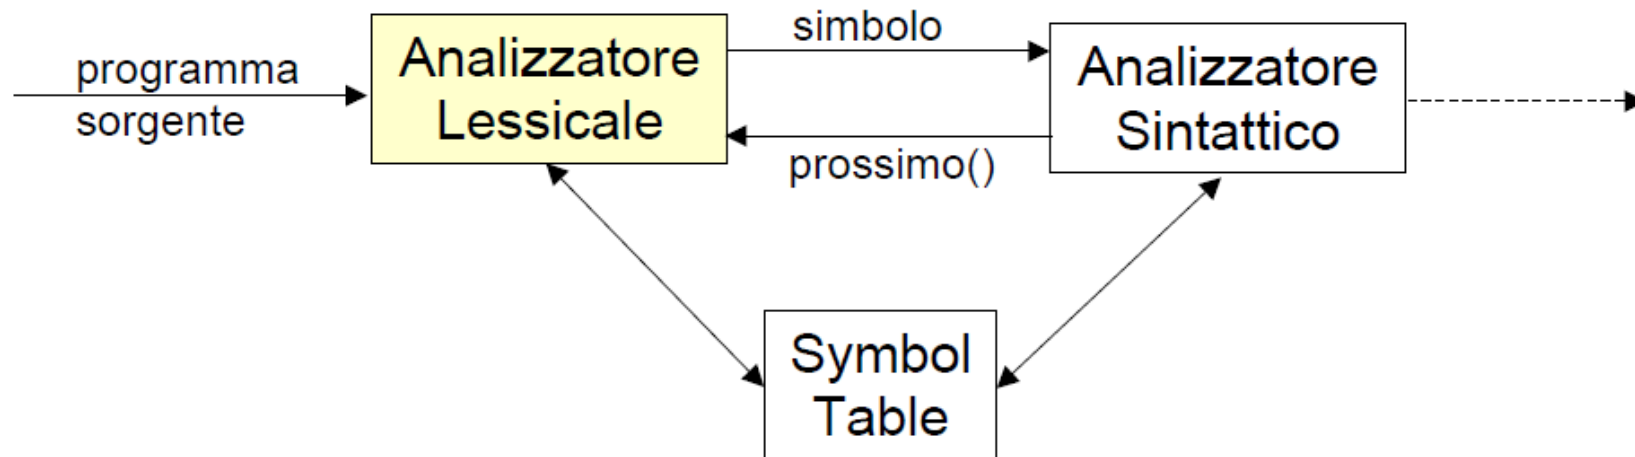 programma
sorgente
Analizzatore
Lessicale
simbolo
prossimo()
Analizzatore
Sintattico
Symbol
Table